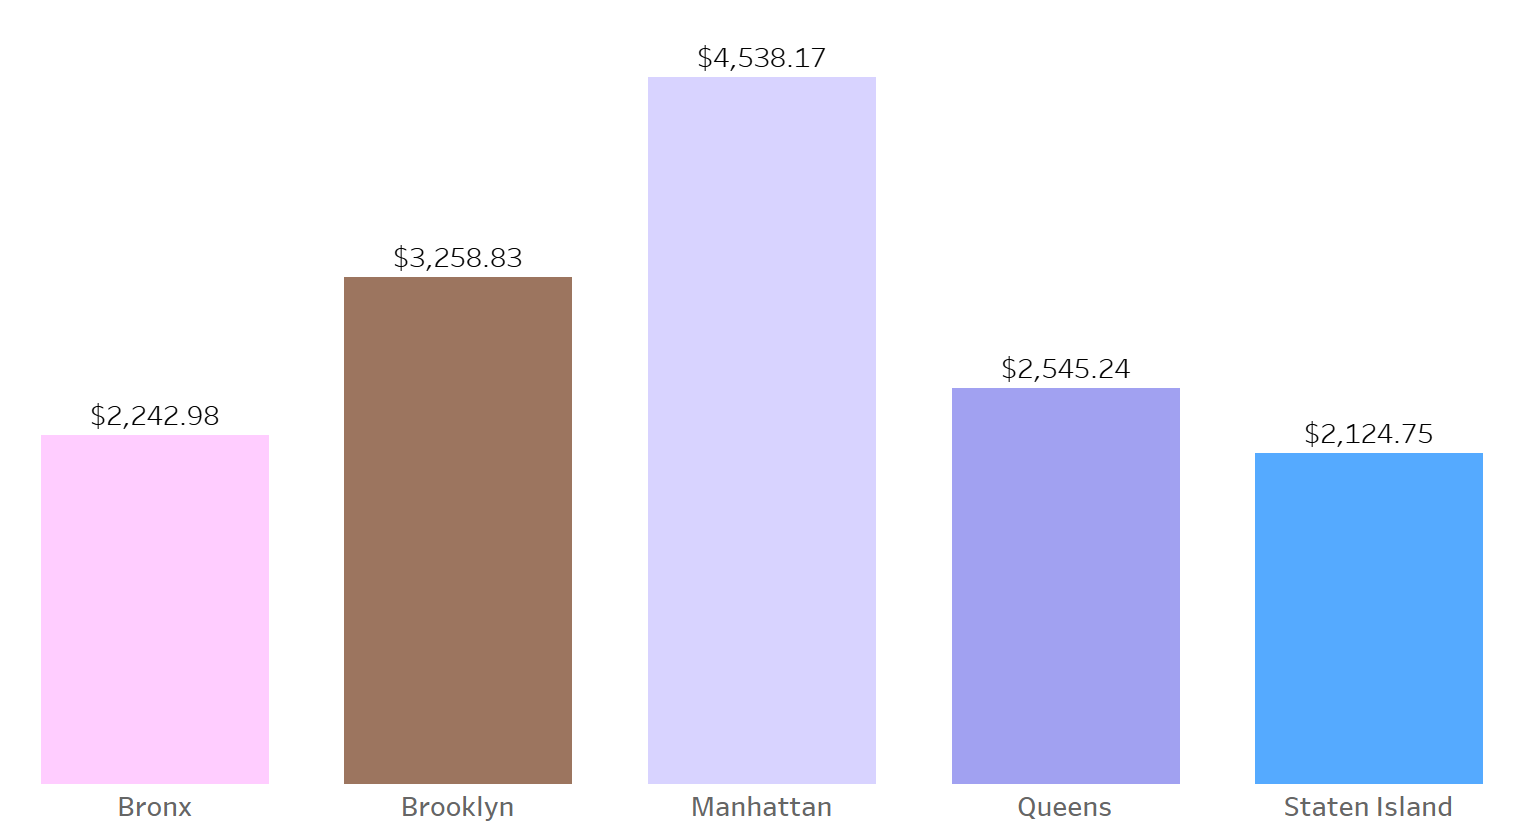 $4,538.17
$3,258.83
$2,545.24
$2,242.98
$2,124.75
Bronx
Brooklyn
Manhattan
Queens
Staten Island